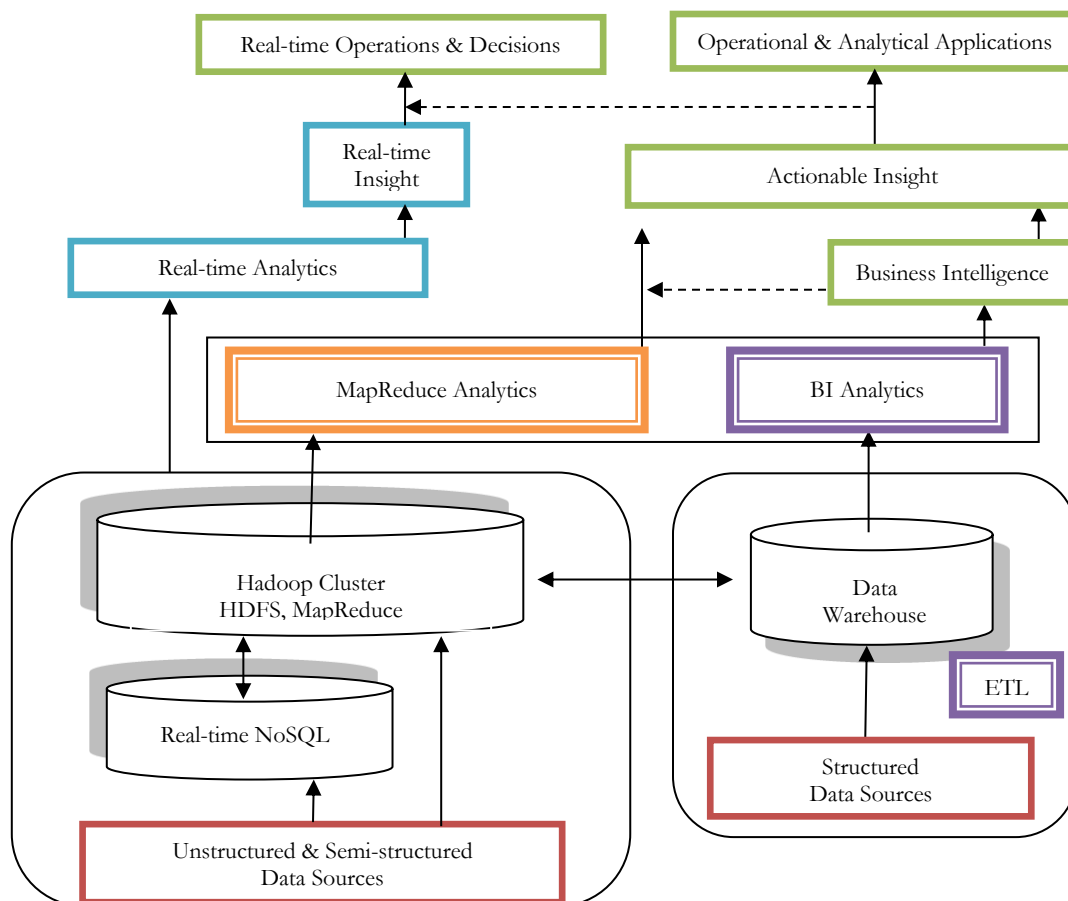 Real-time Operations & Decisions
Operational & Analytical Applications
Real-time
Insight
Actionable Insight
Real-time Analytics
Business Intelligence
MapReduce Analytics
BI Analytics
Hadoop Cluster
HDFS, MapReduce
Data
Warehouse
ETL
Real-time NoSQL
Structured
Data Sources
Unstructured & Semi-structured
Data Sources